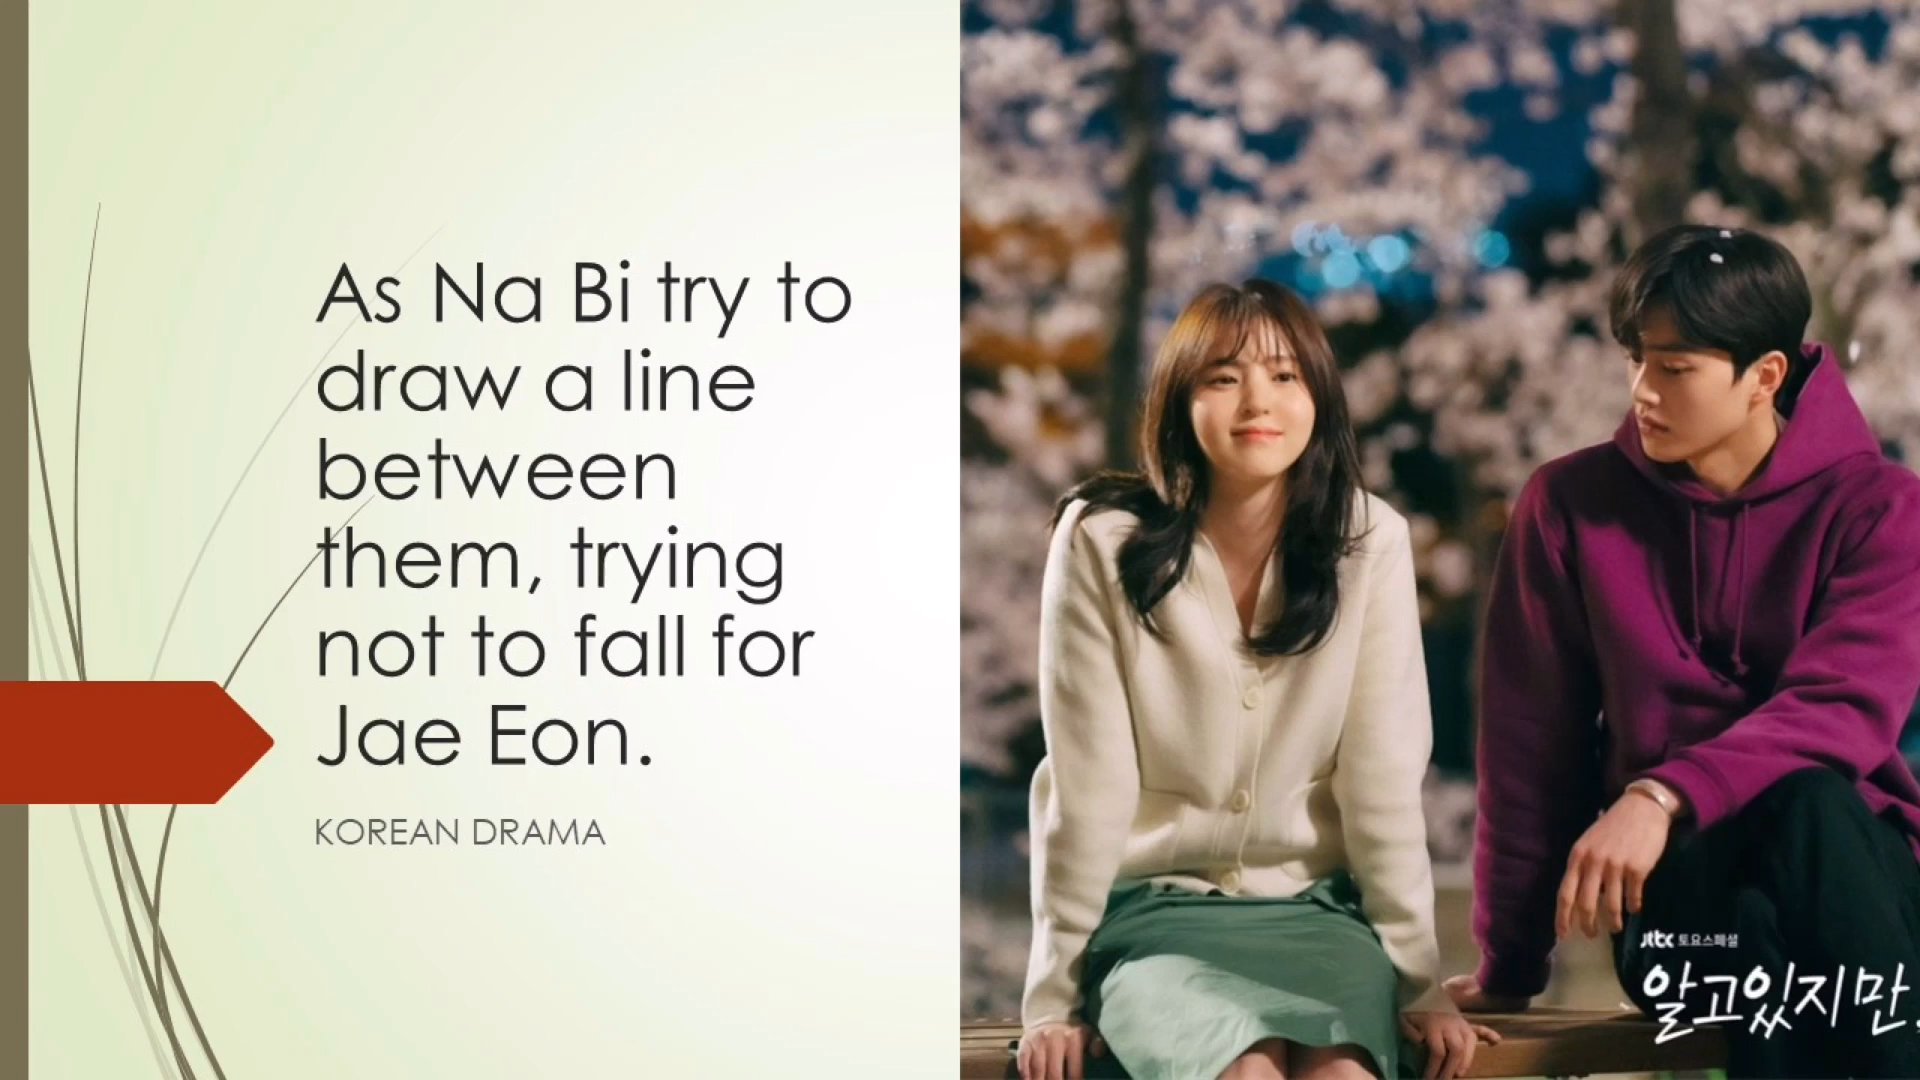 As Na Bi try to
draw a line
between
them, trying
not to fall for
Jae Eon.
KOREAN DRAMA
jtbc 토요스페셜
알고있지만,